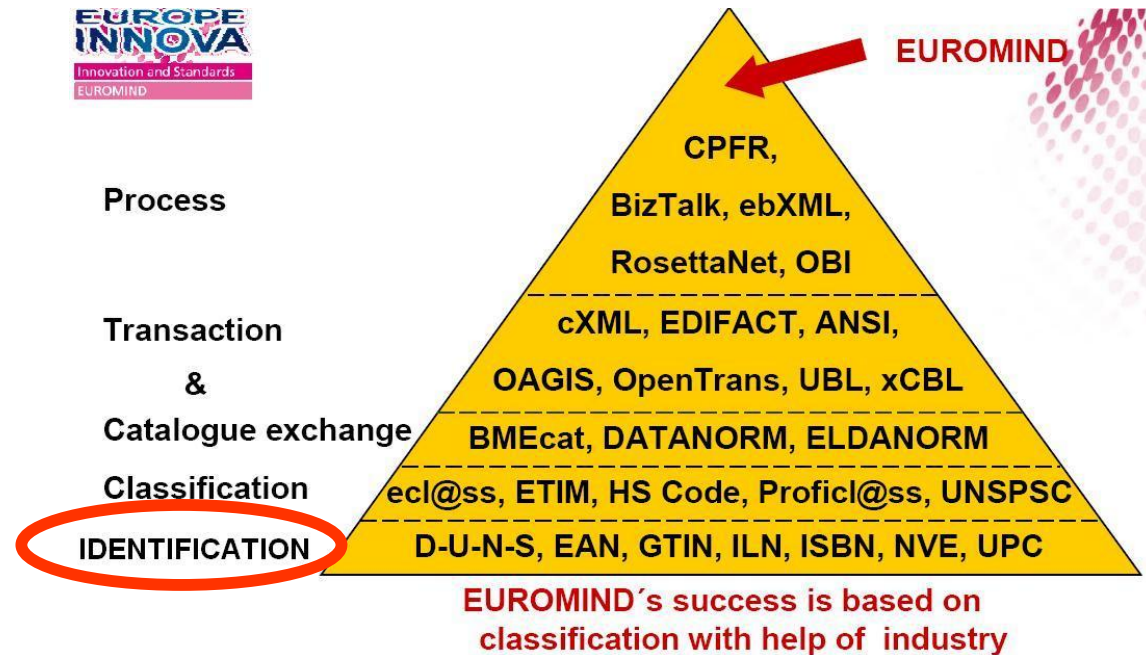 EUROPE
INNOVA
Innovation and Standards
EUROMIND
EUROMIND
CPFR,
Process
BizTalk, ebXML,
RosettaNet, OBI
Transaction
cXML, EDIFACT, ANSI,
&
OAGIS, OpenTrans, UBL, xCBL
Catalogue exchange
BMEcat, DATANORM, ELDANORM
Classification
ecl@ss, ETIM, HS Code, Proficl@ss, UNSPSC
IDENTIFICATION
D-U-N-S, EAN, GTIN, ILN, ISBN, NVE, UPC
EUROMIND´s success is based on
classification with help of industry